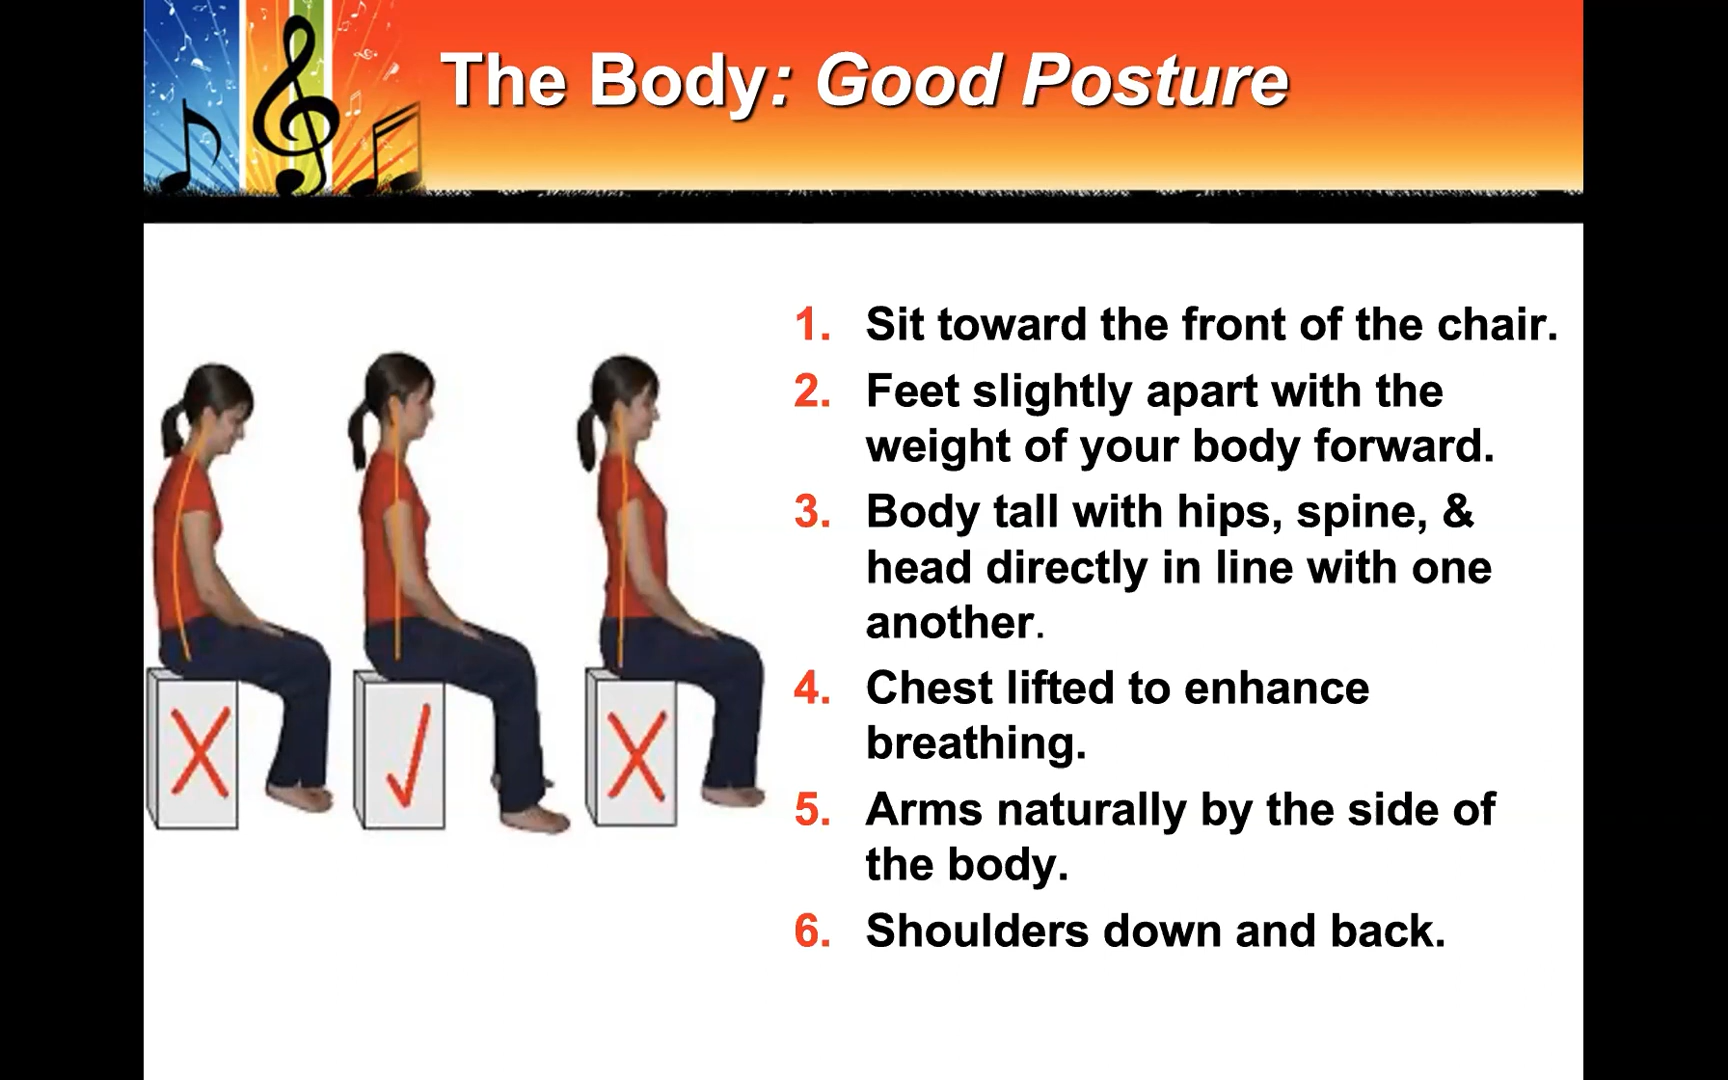 The Body: Good Posture
1. Sit toward the front of the chair.
2. Feet slightly apart with the
weight of your body forward.
3. Body tall with hips, spine, &
head directly in line with one
another.
4. Chest lifted to enhance
breathing.
5. Arms naturally by the side of
the body.
6. Shoulders down and back.